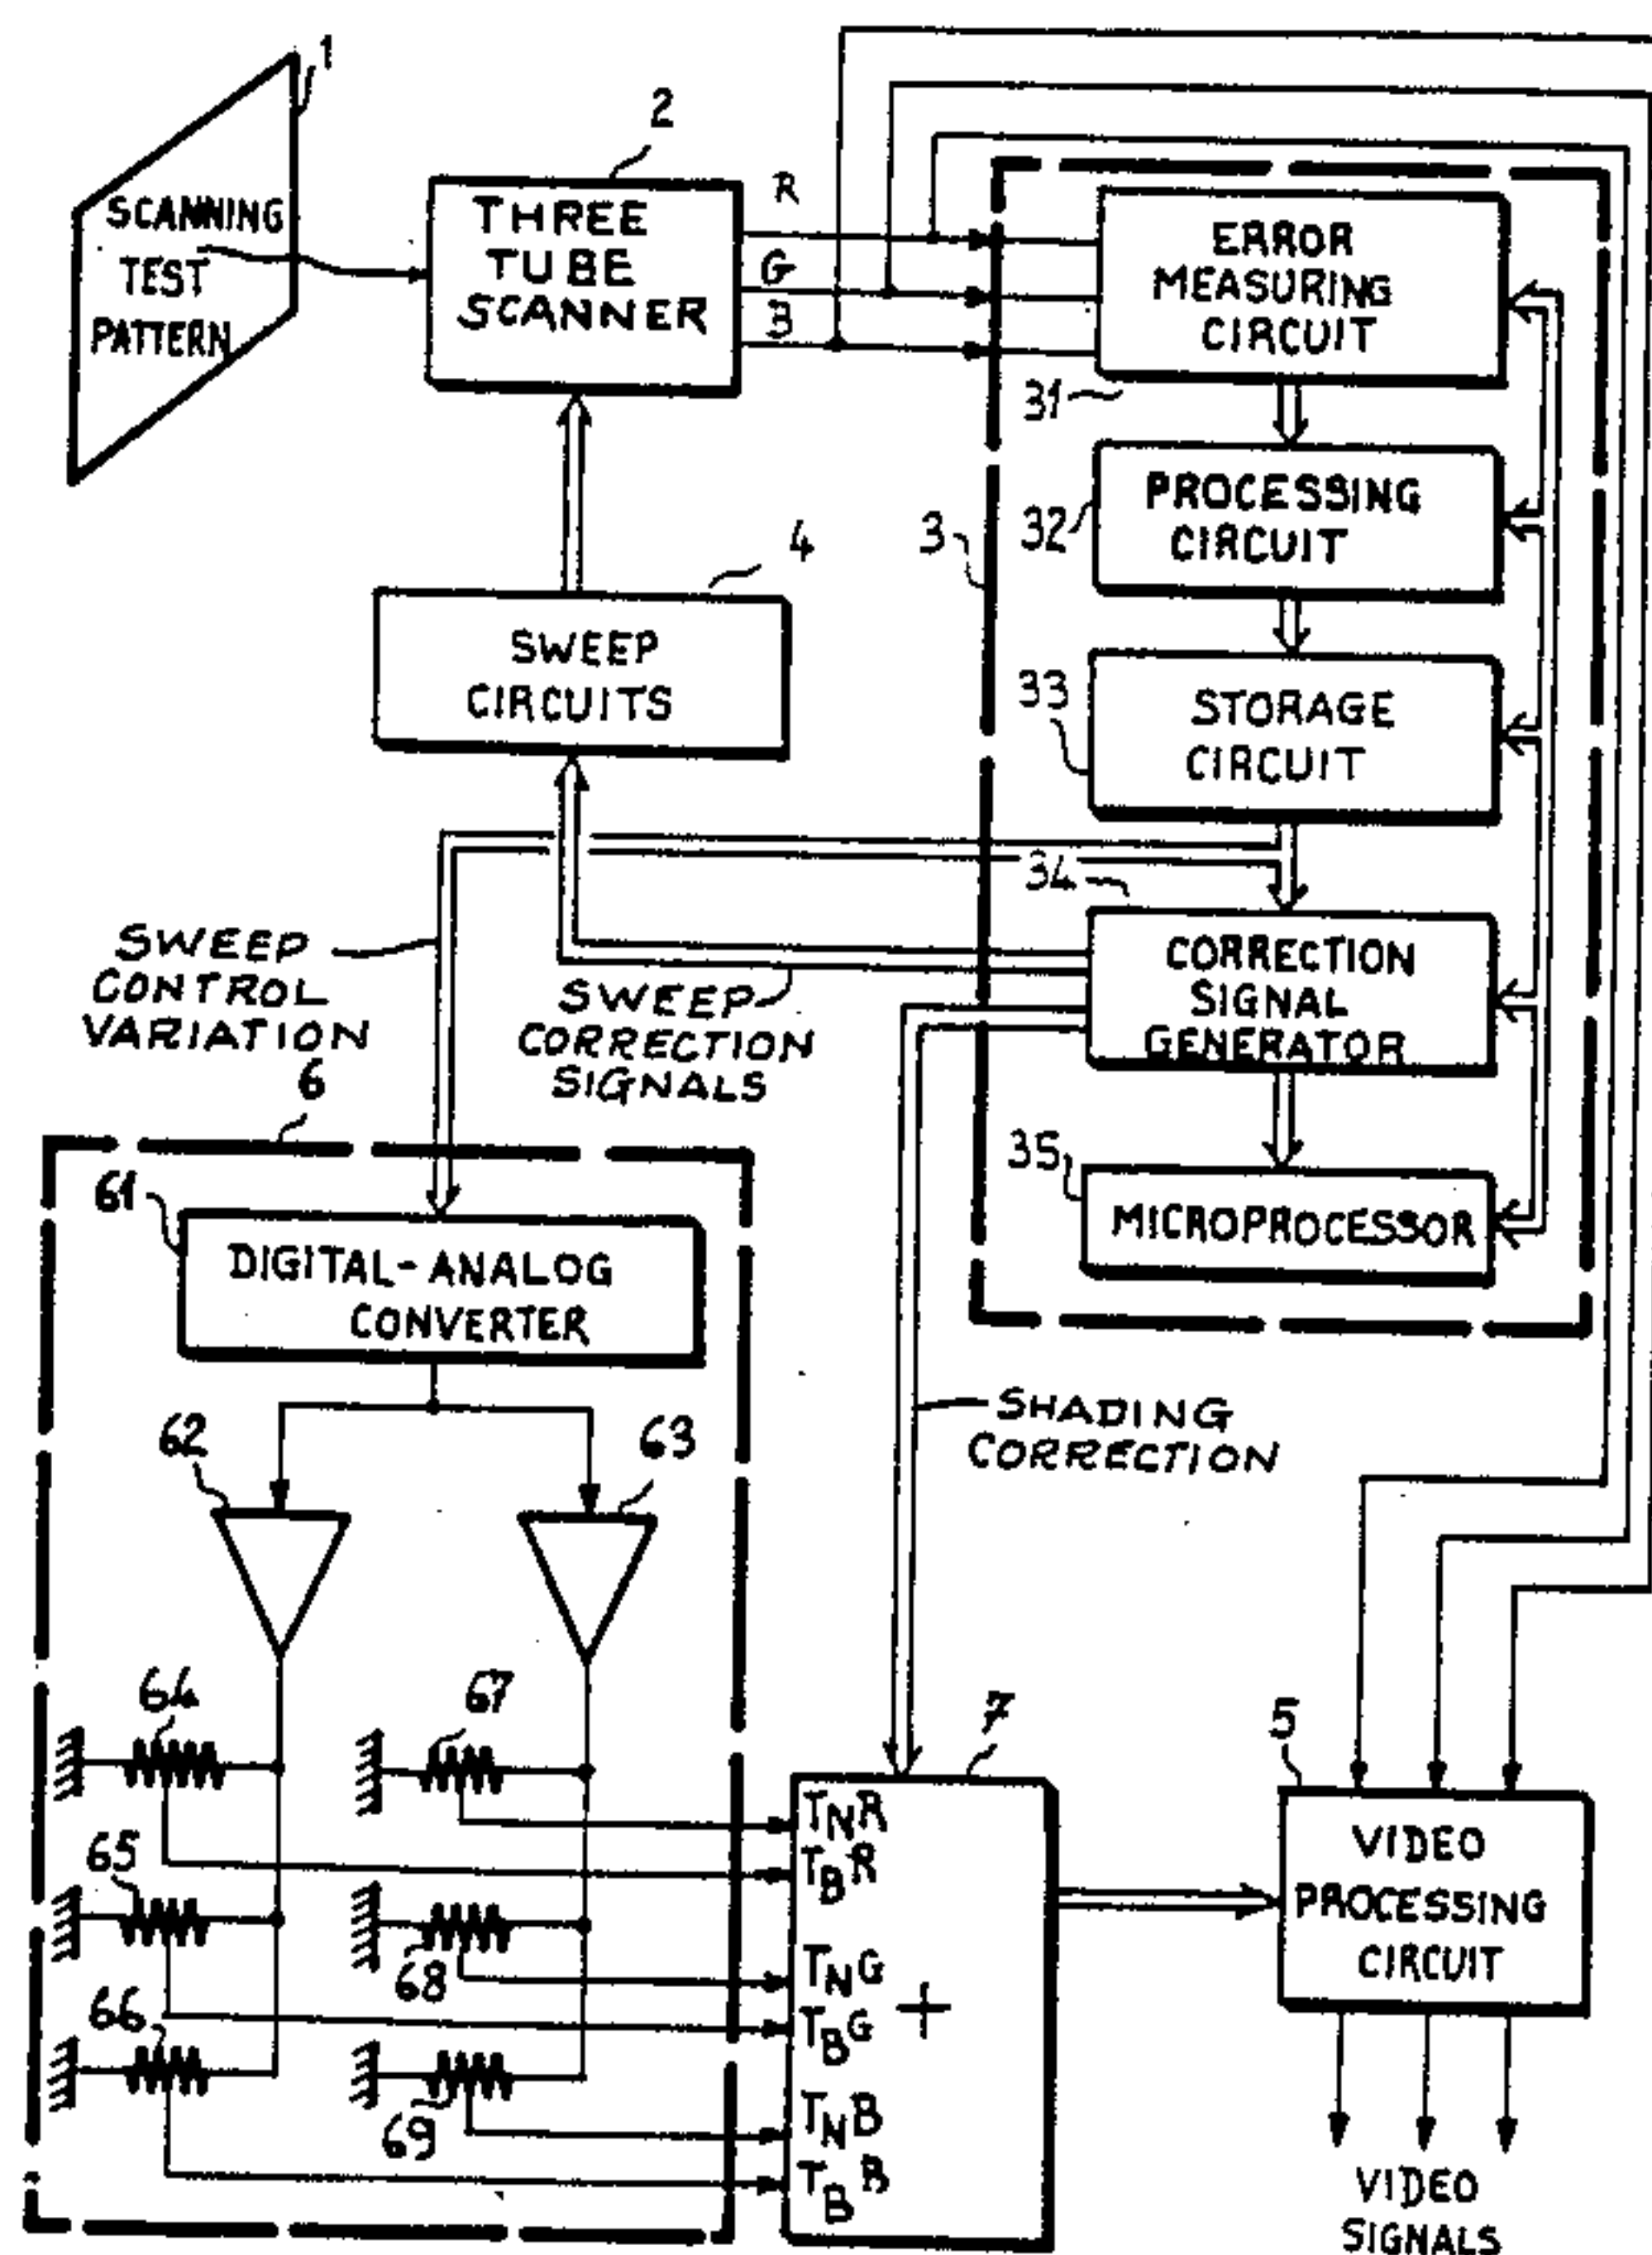 1
SCANNING
TEST
PATTERN
2
THREE
TUBE
SCANNER
R
G
B
ERROR
MEASURING
CIRCUIT
31
PROCESSING
CIRCUIT
32
3
4
SWEEP
CIRCUITS
33
STORAGE
CIRCUIT
34
CORRECTION
SIGNAL
GENERATOR
SWEEP
CONTROL
VARIATION
SWEEP
CORRECTION
SIGNALS
6
35
MICROPROCESSOR
61
DIGITAL-ANALOG
CONVERTER
SHADING
CORRECTION
62
63
64
67
7
5
TNR
TBR
65
VIDEO
PROCESSING
CIRCUIT
68
TNG
TBG
+
66
69
TNB
TBB
VIDEO
SIGNALS